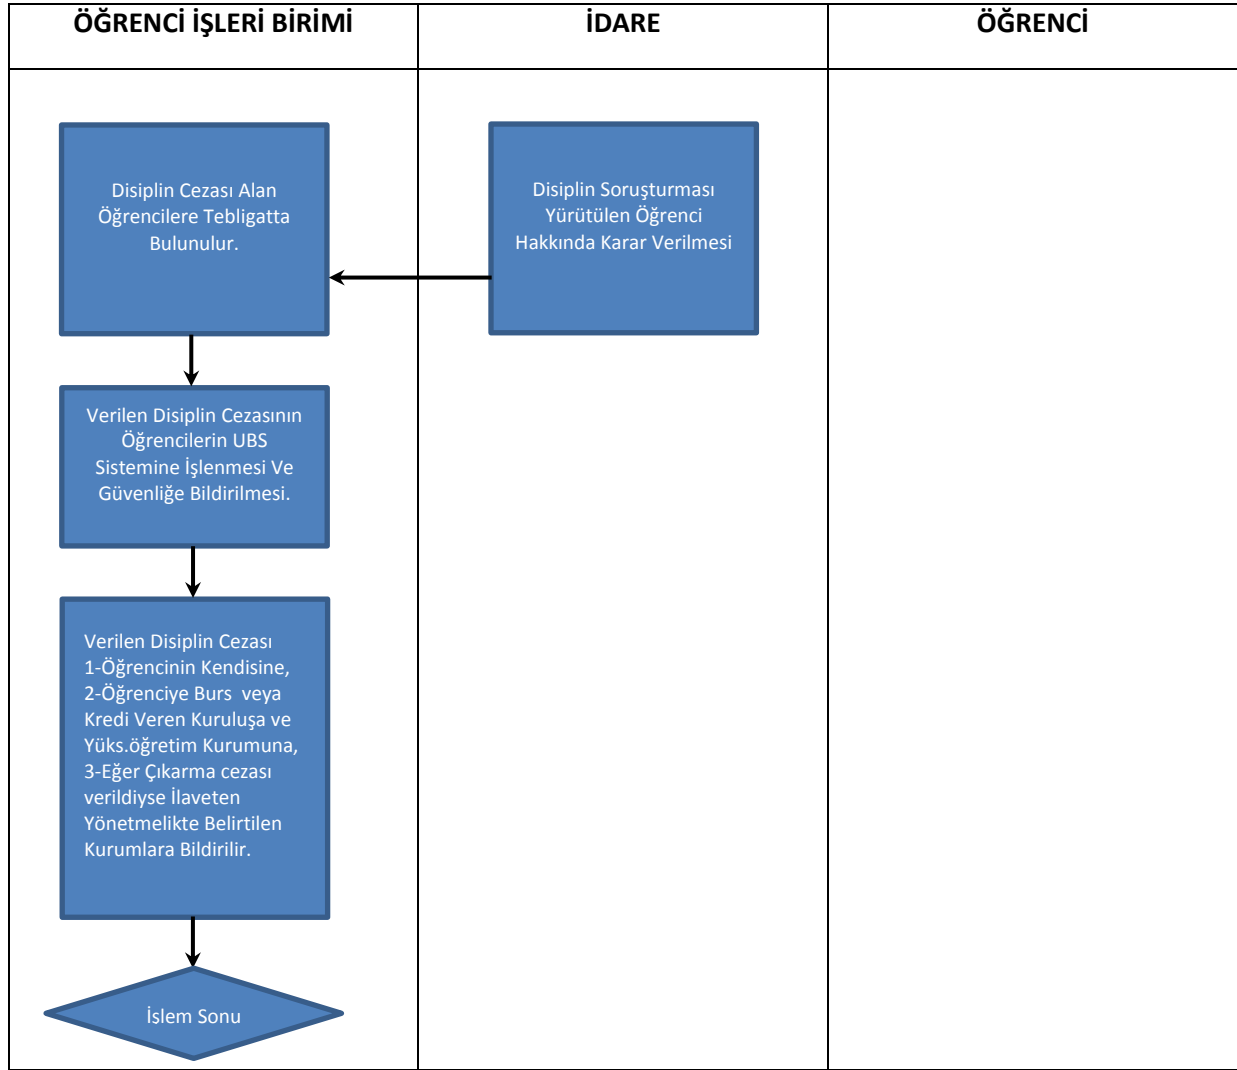 ÖĞRENCİ İŞLERİ BİRİMİ
İDARE
ÖĞRENCİ
Disiplin Cezası Alan
Öğrencilere Tebligatta
Bulunulur.
Disiplin Soruşturması
Yürütülen Öğrenci
Hakkında Karar Verilmesi
Verilen Disiplin Cezasının
Öğrencilerin UBS
Sistemine İşlenmesi Ve
Güvenliğe Bildirilmesi.
Verilen Disiplin Cezası
1-Öğrencinin Kendisine,
2-Öğrenciye Burs  veya
Kredi Veren Kuruluşa ve
Yüks.öğretim Kurumuna,
3-Eğer Çıkarma cezası
verildiyse İlaveten
Yönetmelikte Belirtilen
Kurumlara Bildirilir.
İslem Sonu